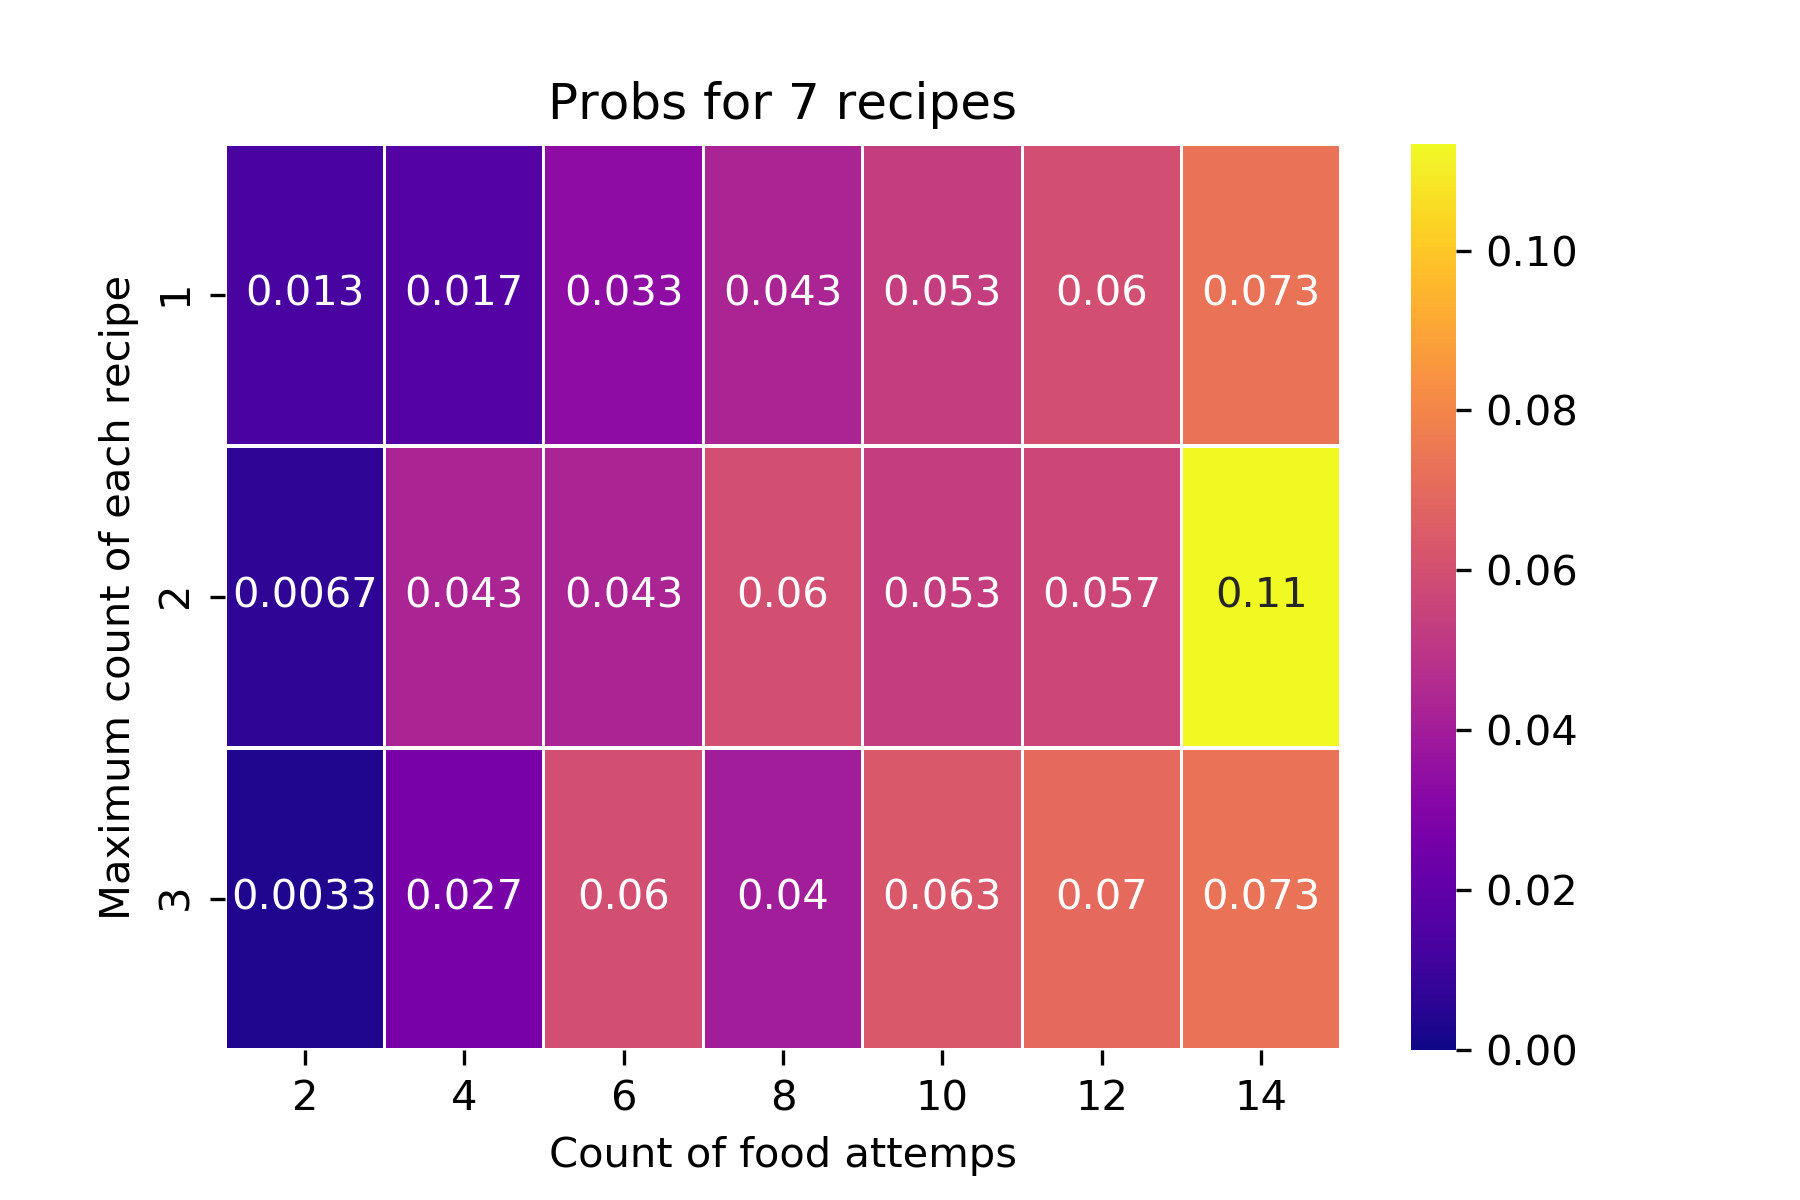 Probs for 7 recipes
Maximum count of each recipe
1
0.013 0.017 0.033 0.043 0.053 0.06 0.073
2
0.0067 0.043 0.043 0.06 0.053 0.057 0.11
3
0.0033 0.027 0.06 0.04 0.063 0.07 0.073
2 4 6 8 10 12 14
Count of food attemps
0.10
0.08
0.06
0.04
0.02
0.00